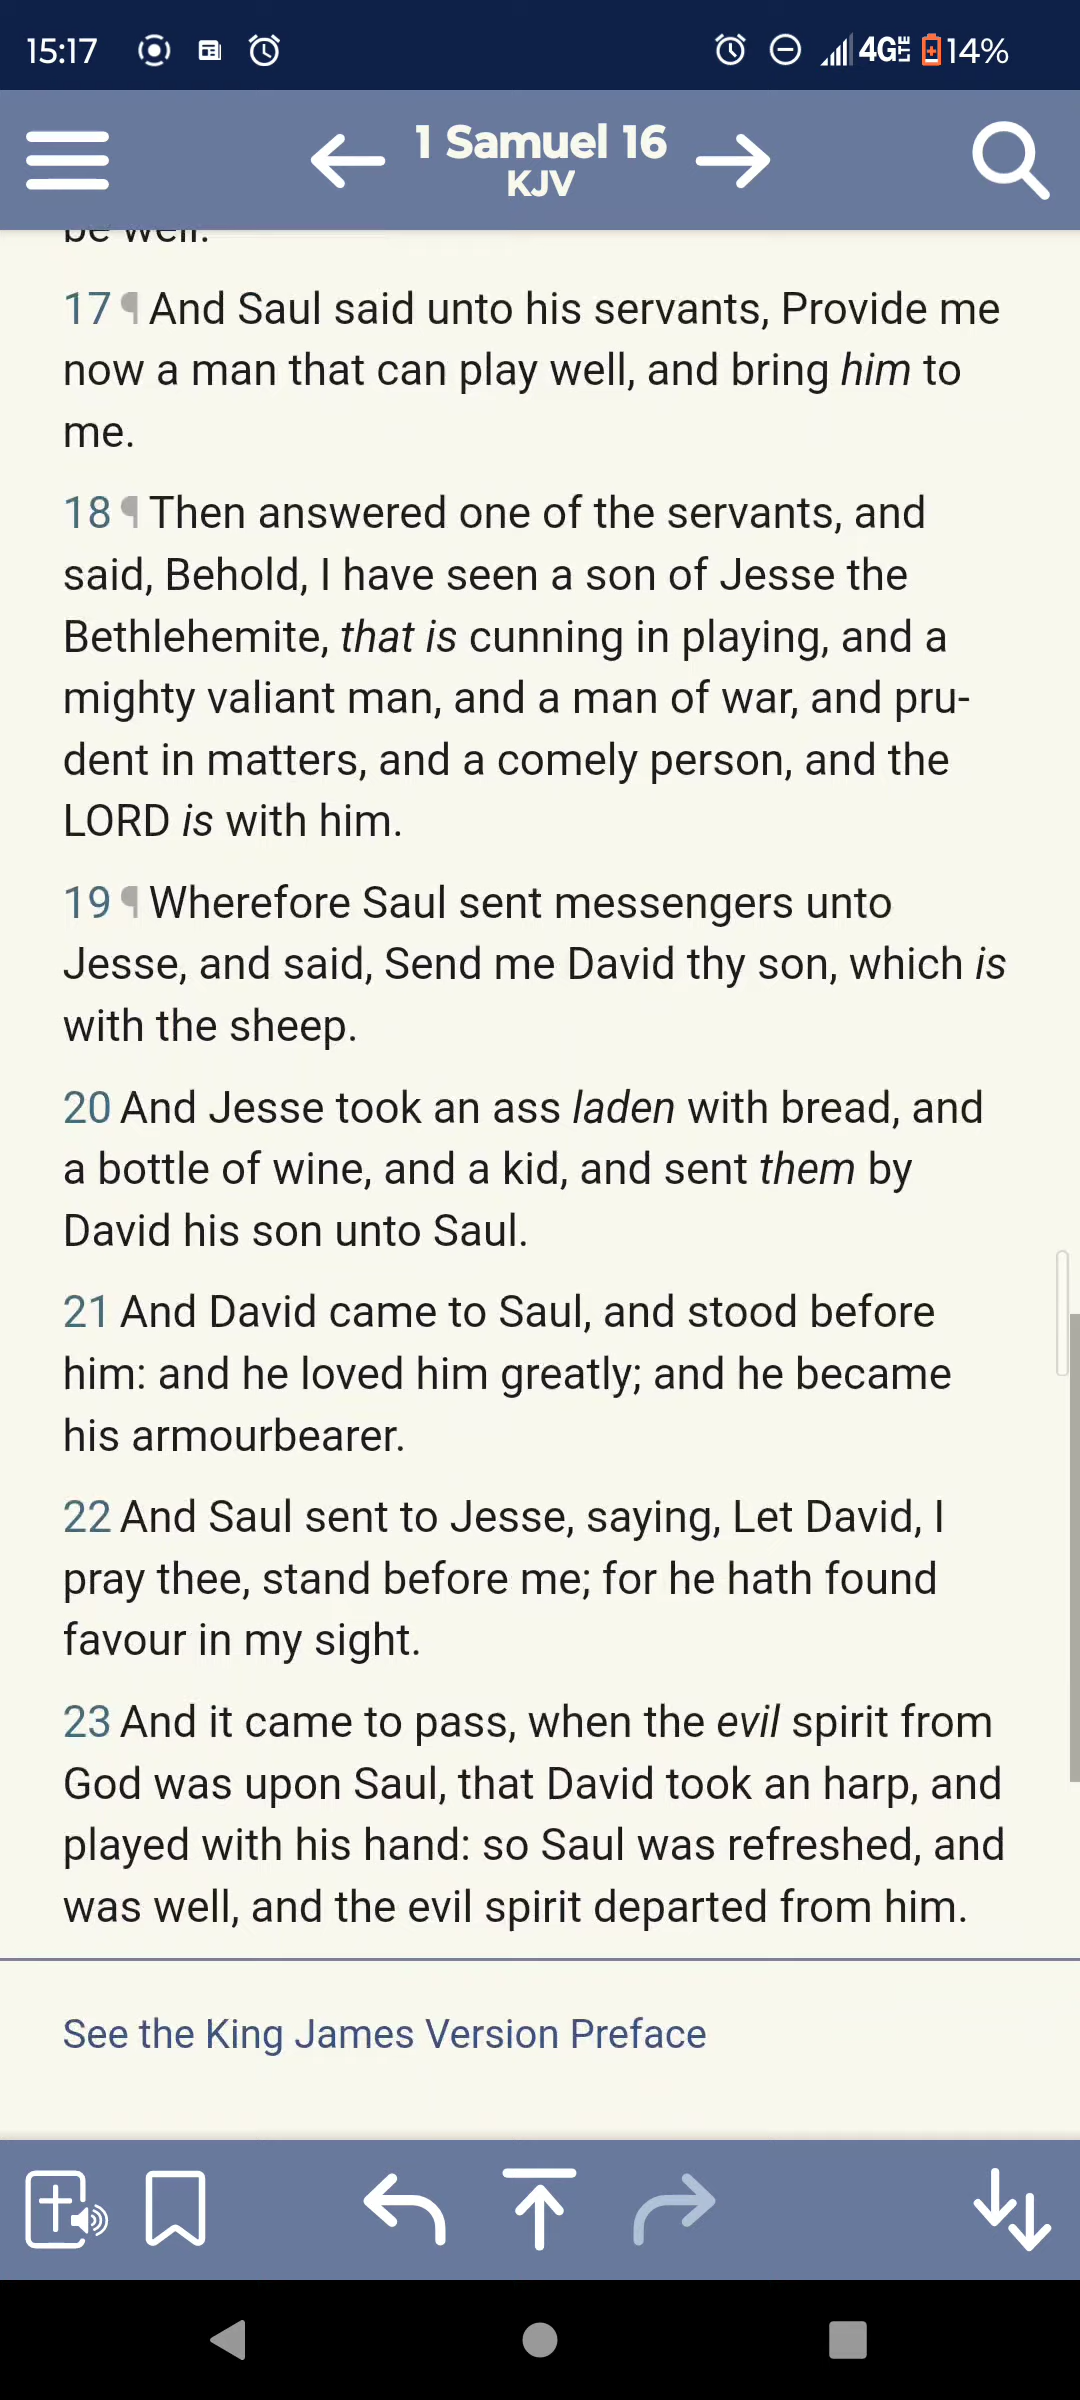 15:17
4G LTE 14%
1 Samuel 16
KJV
be well.
17 ¶ And Saul said unto his servants, Provide me
now a man that can play well, and bring him to
me.
18 ¶ Then answered one of the servants, and
said, Behold, I have seen a son of Jesse the
Bethlehemite, that is cunning in playing, and a
mighty valiant man, and a man of war, and pru-
dent in matters, and a comely person, and the
LORD is with him.
19 ¶ Wherefore Saul sent messengers unto
Jesse, and said, Send me David thy son, which is
with the sheep.
20 And Jesse took an ass laden with bread, and
a bottle of wine, and a kid, and sent them by
David his son unto Saul.
21 And David came to Saul, and stood before
him: and he loved him greatly; and he became
his armourbearer.
22 And Saul sent to Jesse, saying, Let David, I
pray thee, stand before me; for he hath found
favour in my sight.
23 And it came to pass, when the evil spirit from
God was upon Saul, that David took an harp, and
played with his hand: so Saul was refreshed, and
was well, and the evil spirit departed from him.
See the King James Version Preface